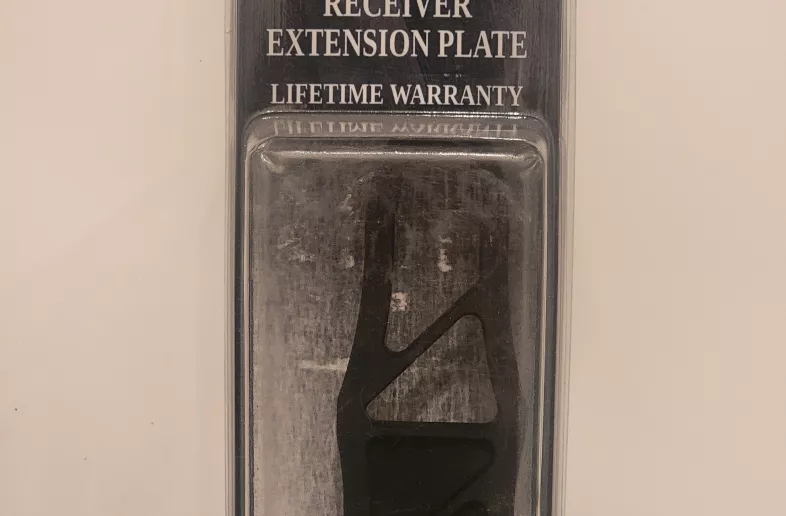 RECEIVER
EXTENSION PLATE
LIFETIME WARRANTY